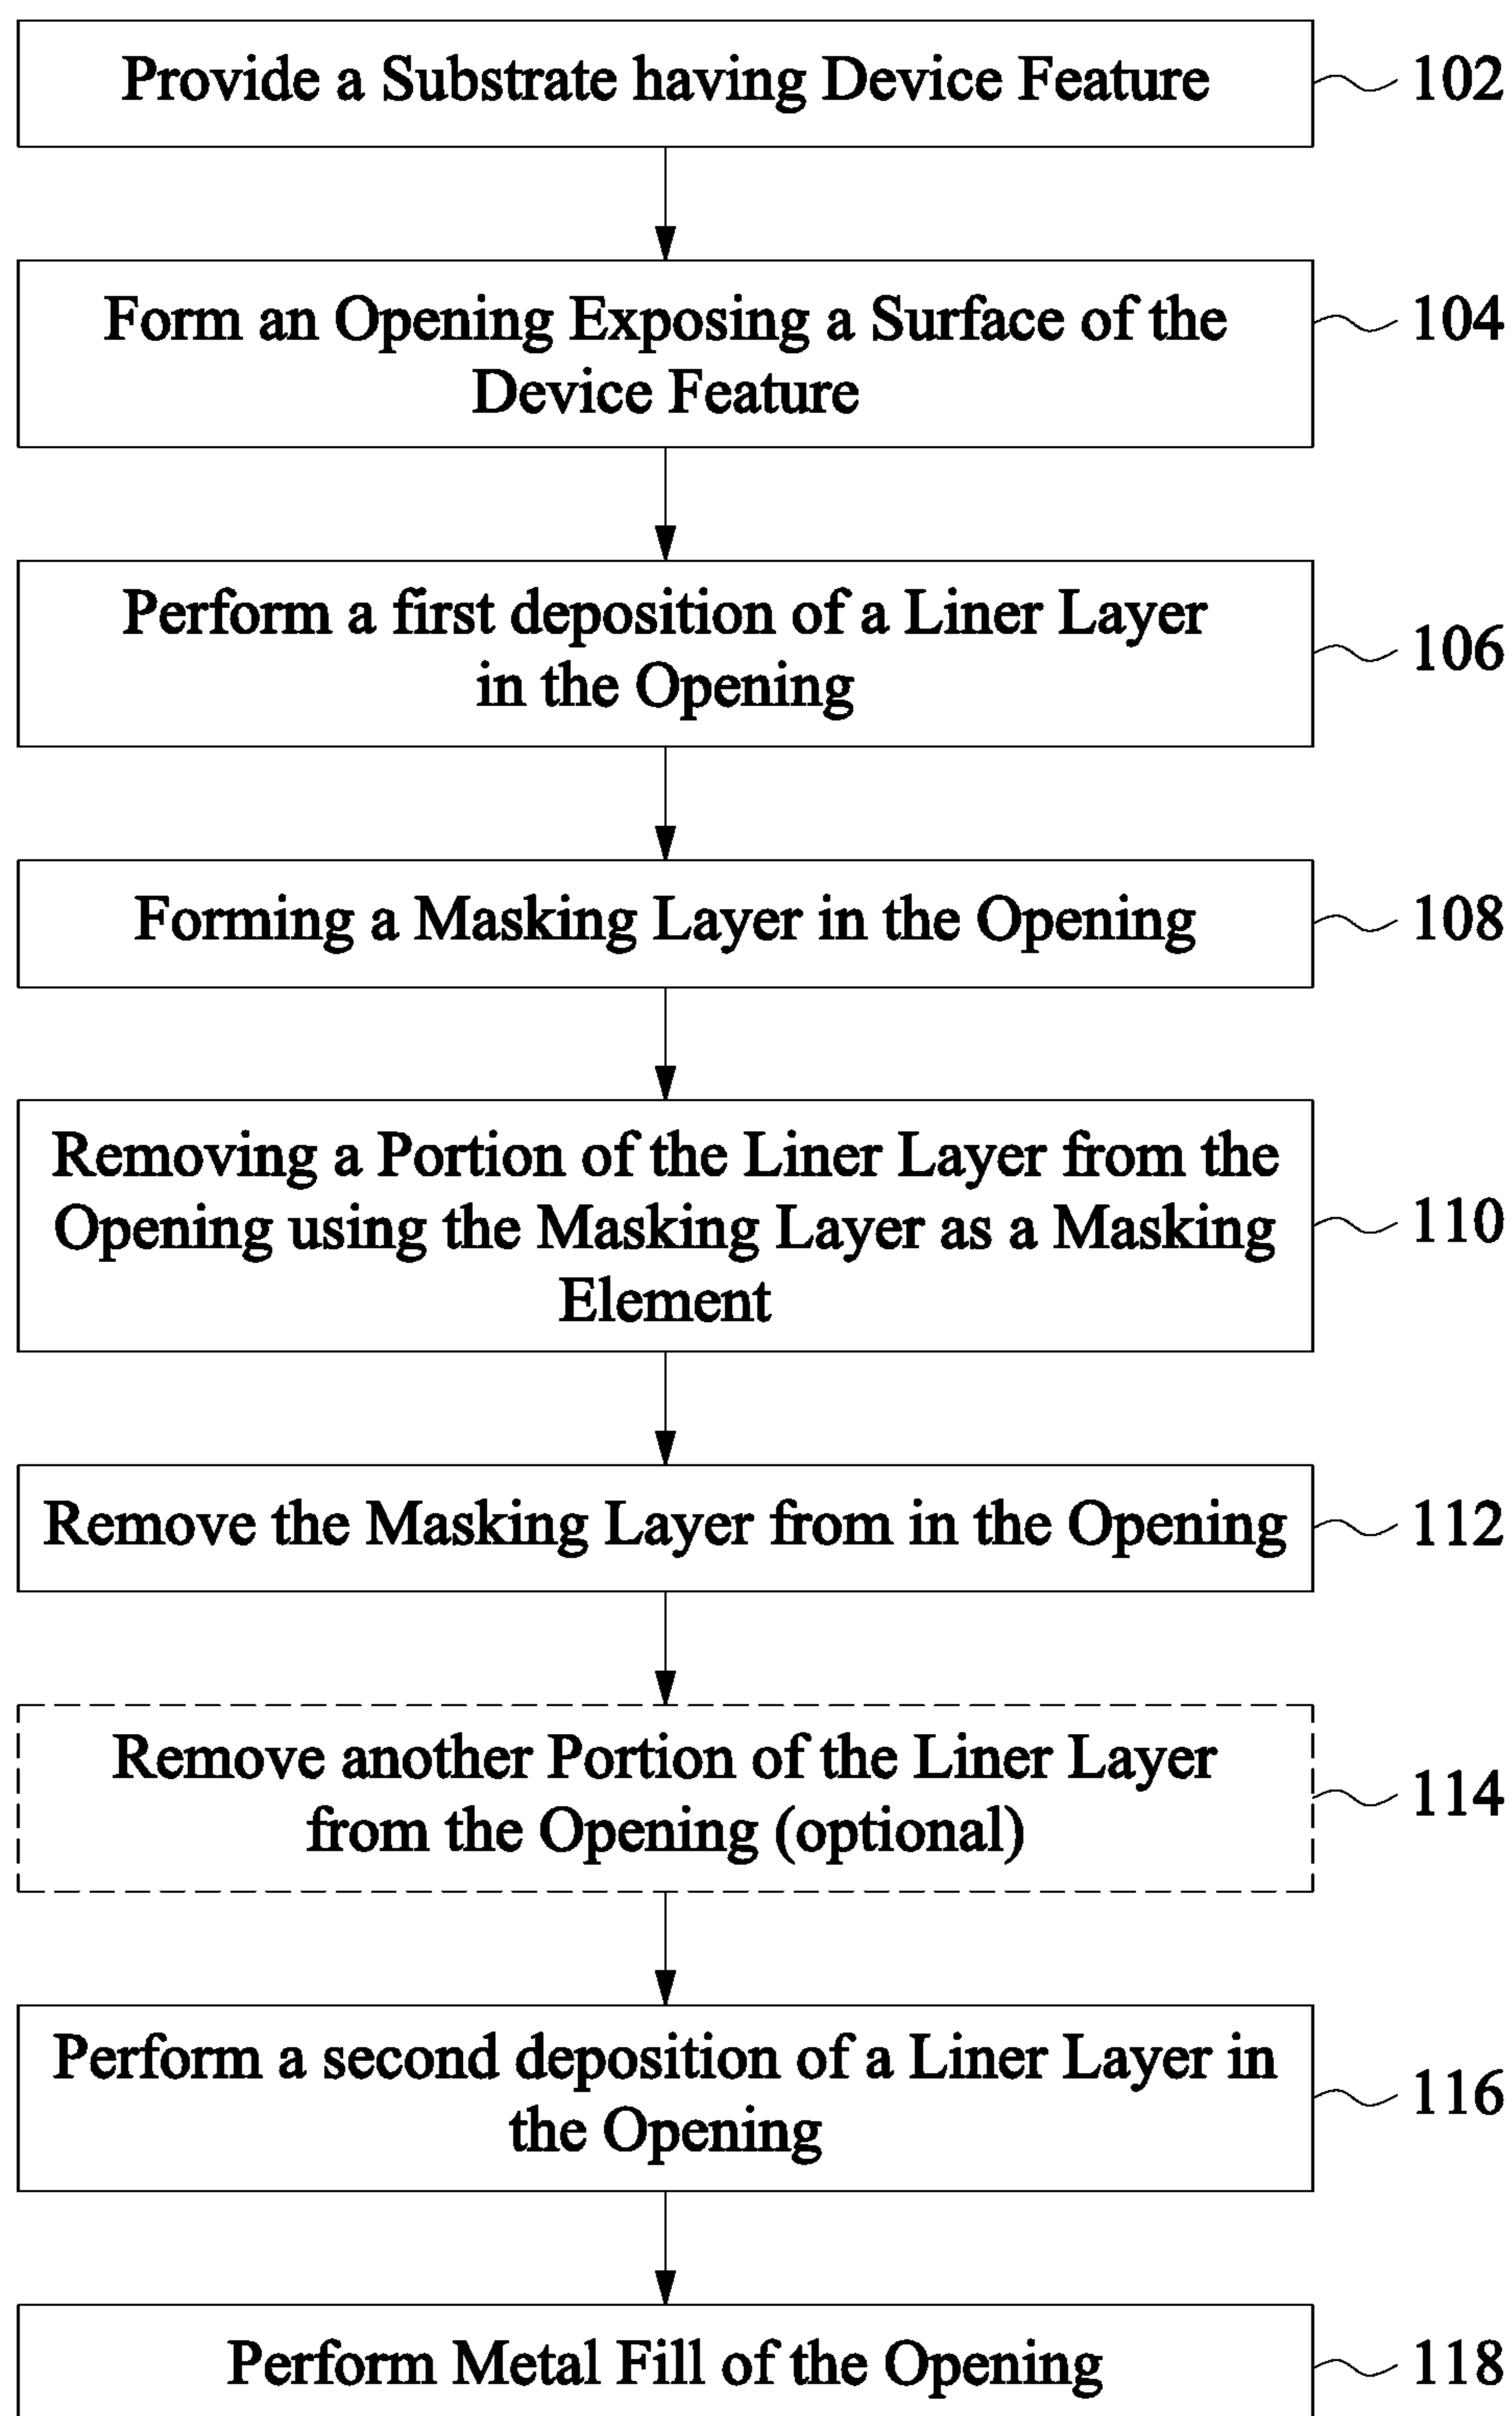 Provide a Substrate having Device Feature
102
Form an Opening Exposing a Surface of the
Device Feature
104
Perform a first deposition of a Liner Layer
in the Opening
106
Forming a Masking Layer in the Opening
108
Removing a Portion of the Liner Layer from the
Opening using the Masking Layer as a Masking
Element
110
Remove the Masking Layer from in the Opening
112
Remove another Portion of the Liner Layer
from the Opening (optional)
114
Perform a second deposition of a Liner Layer in
the Opening
116
Perform Metal Fill of the Opening
118